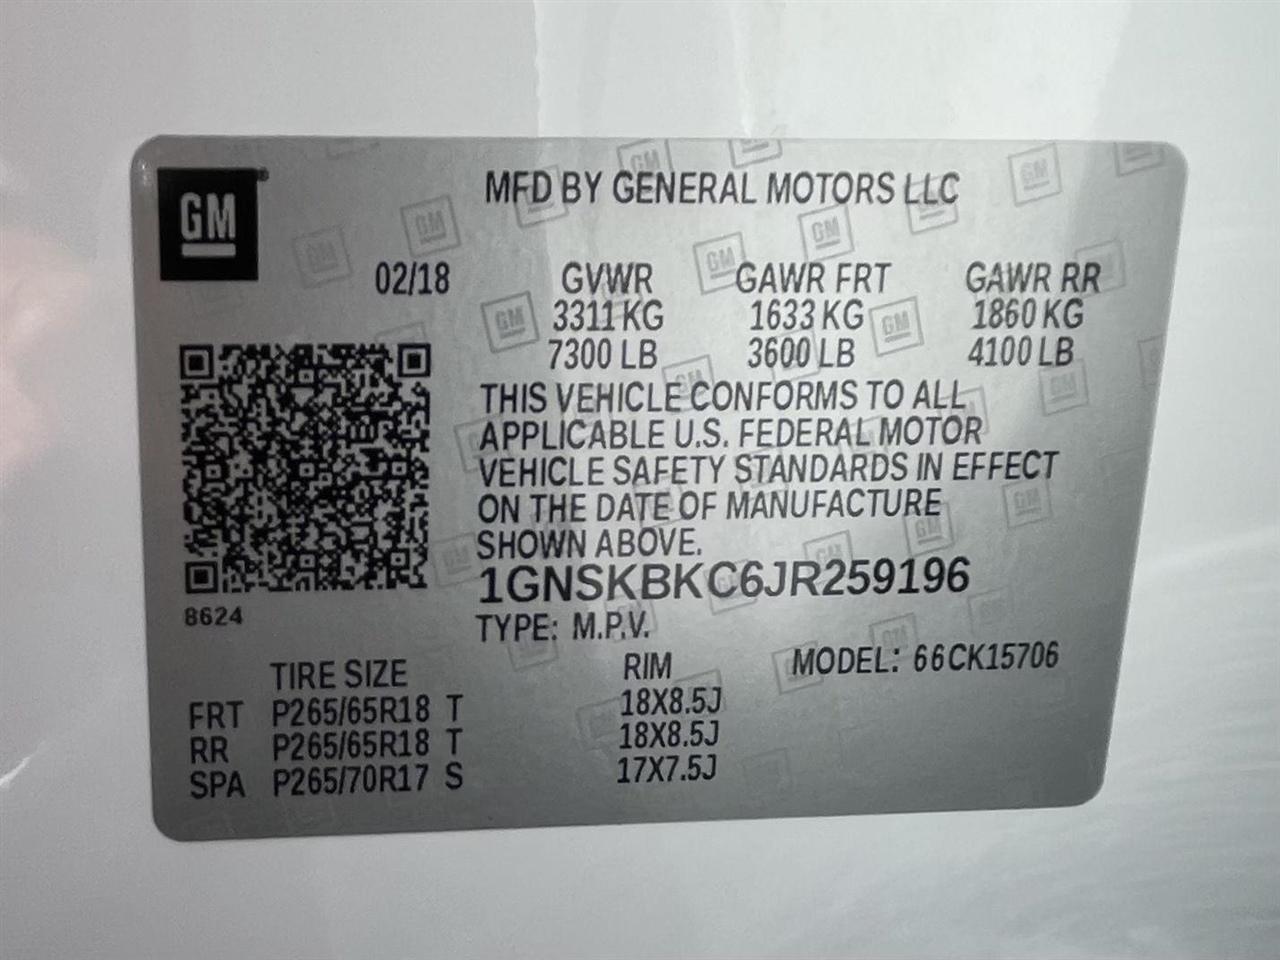 GM
MFD BY GENERAL MOTORS LLC
02/18 GVWR GAWR FRT GAWR RR
3311 KG 1633 KG 1860 KG
7300 LB 3600 LB 4100 LB
THIS VEHICLE CONFORMS TO ALL
APPLICABLE U.S. FEDERAL MOTOR
VEHICLE SAFETY STANDARDS IN EFFECT
ON THE DATE OF MANUFACTURE
SHOWN ABOVE.
1GNSKBKC6JR259196
8624
TYPE: M.P.V.
TIRE SIZE RIM MODEL: 66CK15706
FRT P265/65R18 T 18X8.5J
RR P265/65R18 T 18X8.5J
SPA P265/70R17 S 17X7.5J